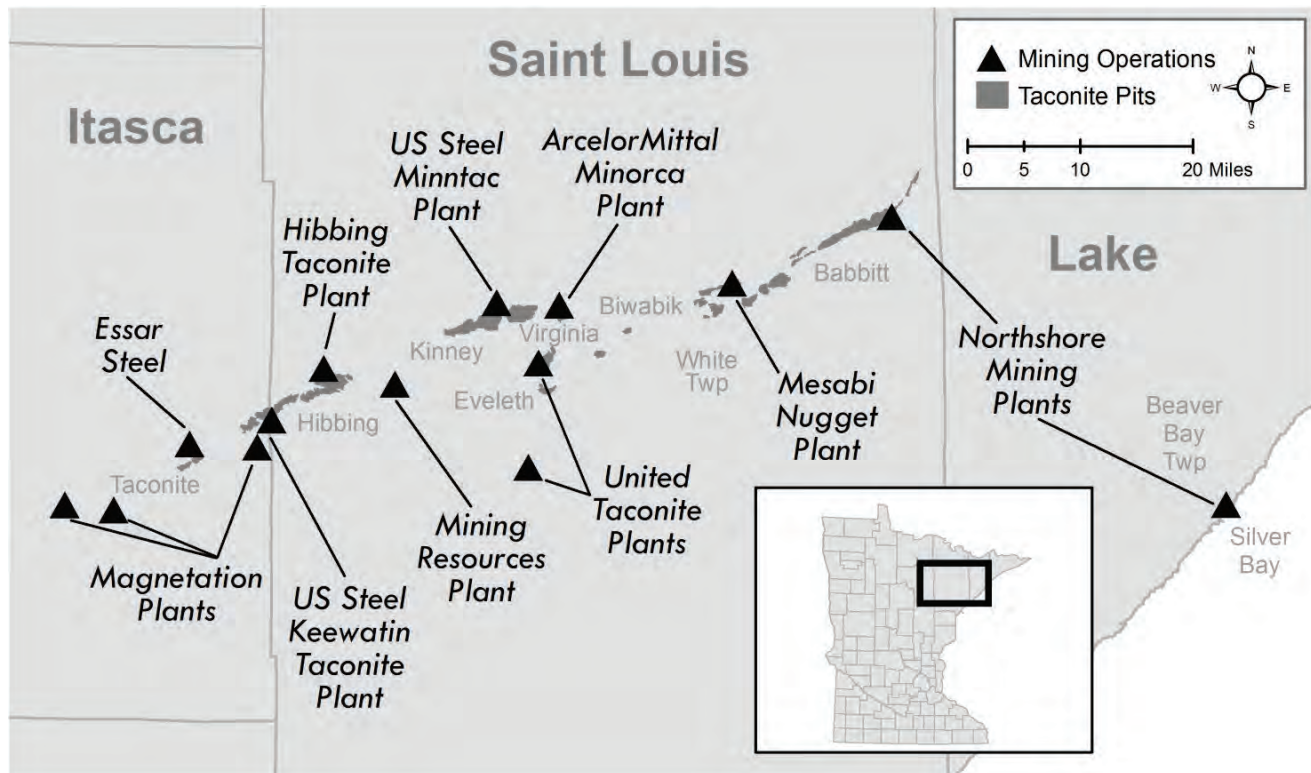 Saint Louis
Itasca
Lake
Mining Operations
Taconite Pits
N
W
E
S
0
5
10
20 Miles
US Steel
Minntac
Plant
ArcelorMittal
Minorca
Plant
Hibbing
Taconite
Plant
Essar
Steel
Kinney
Virginia
Eveleth
Biwabik
Babbitt
White
Twp
Hibbing
Taconite
Northshore
Mining
Plants
Mesabi
Nugget
Plant
Beaver
Bay
Twp
Silver
Bay
United
Taconite
Plants
Mining
Resources
Plant
Magnetation
Plants
US Steel
Keewatin
Taconite
Plant